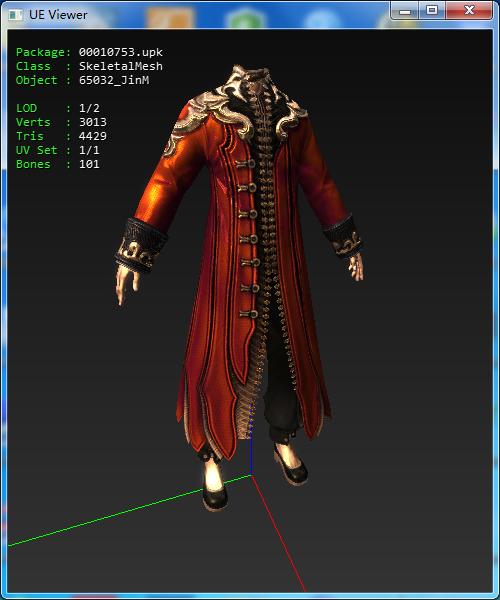 UE Viewer
Package: 00010753.upk
Class : SkeletalMesh
Object : 65032_JinM
LOD : 1/2
Verts : 3013
Tris : 4429
UV Set : 1/1
Bones : 101